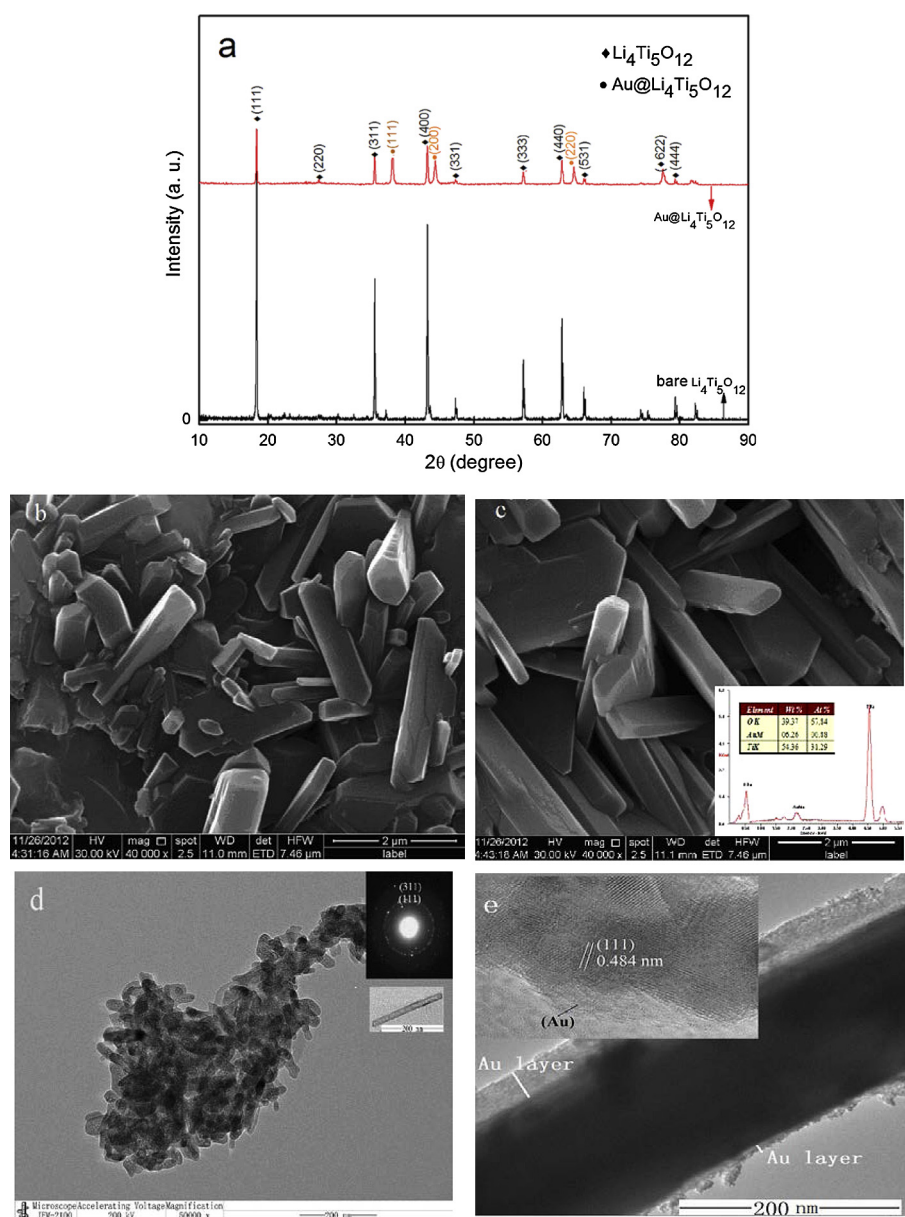 a
♦ Li4Ti5O12
● Au@Li4Ti5O12
(111)
(220)
(311)
(111)
(400)
(200)
(331)
(333)
(440)
(220)
(531)
(622)
(444)
Au@Li4Ti5O12
bare Li4Ti5O12
Intensity (a. u.)
0
10 20 30 40 50 60 70 80 90
2θ (degree)
b
11/26/2012 HV mag spot WD det HFW 2 µm
4:31:16 AM 30.00 kV 40 000 x 2.5 11.0 mm ETD 7.46 µm label
c
Element Wt% At%
OK 39.37
AuM 06.26
TiK 54.36 31.29
11/26/2012 HV mag spot WD det HFW 2 µm
4:43:16 AM 30.00 kV 40 000 x 2.5 11.1 mm ETD 7.46 µm label
d
(311)
(111)
200 nm
Microscope Accelerating Voltage Magnification
JEM-2100 200 kV 50000 x 200 nm
e
(111)
0.484 nm
(Au)
Au layer
Au layer
200 nm